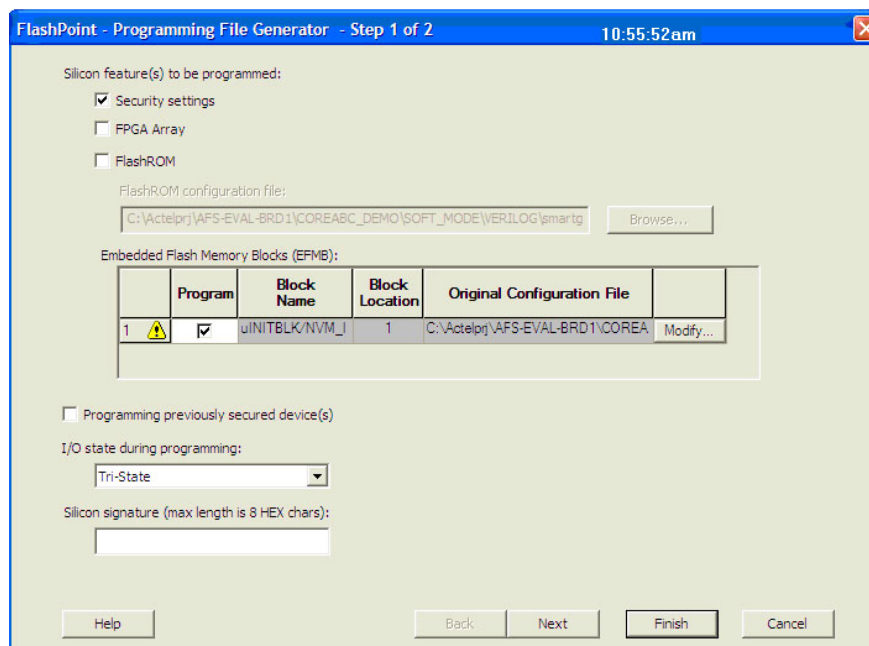 FlashPoint - Programming File Generator - Step 1 of 2 10:55:52am
Silicon feature(s) to be programmed:
Security settings
FPGA Array
FlashROM
FlashROM configuration file:
C:\Actelprj\AFS-EVAL-BRD1\COREABC_DEMO\SOFT_MODE\VERILOG\smartg Browse...
Embedded Flash Memory Blocks (EFMB):
Program Block Name Block Location Original Configuration File
1 uINITBLK/NVM_I 1 C:\Actelprj\AFS-EVAL-BRD1\COREA Modify...
Programming previously secured device(s)
I/O state during programming:
Tri-State
Silicon signature (max length is 8 HEX chars):
Help Back Next Finish Cancel